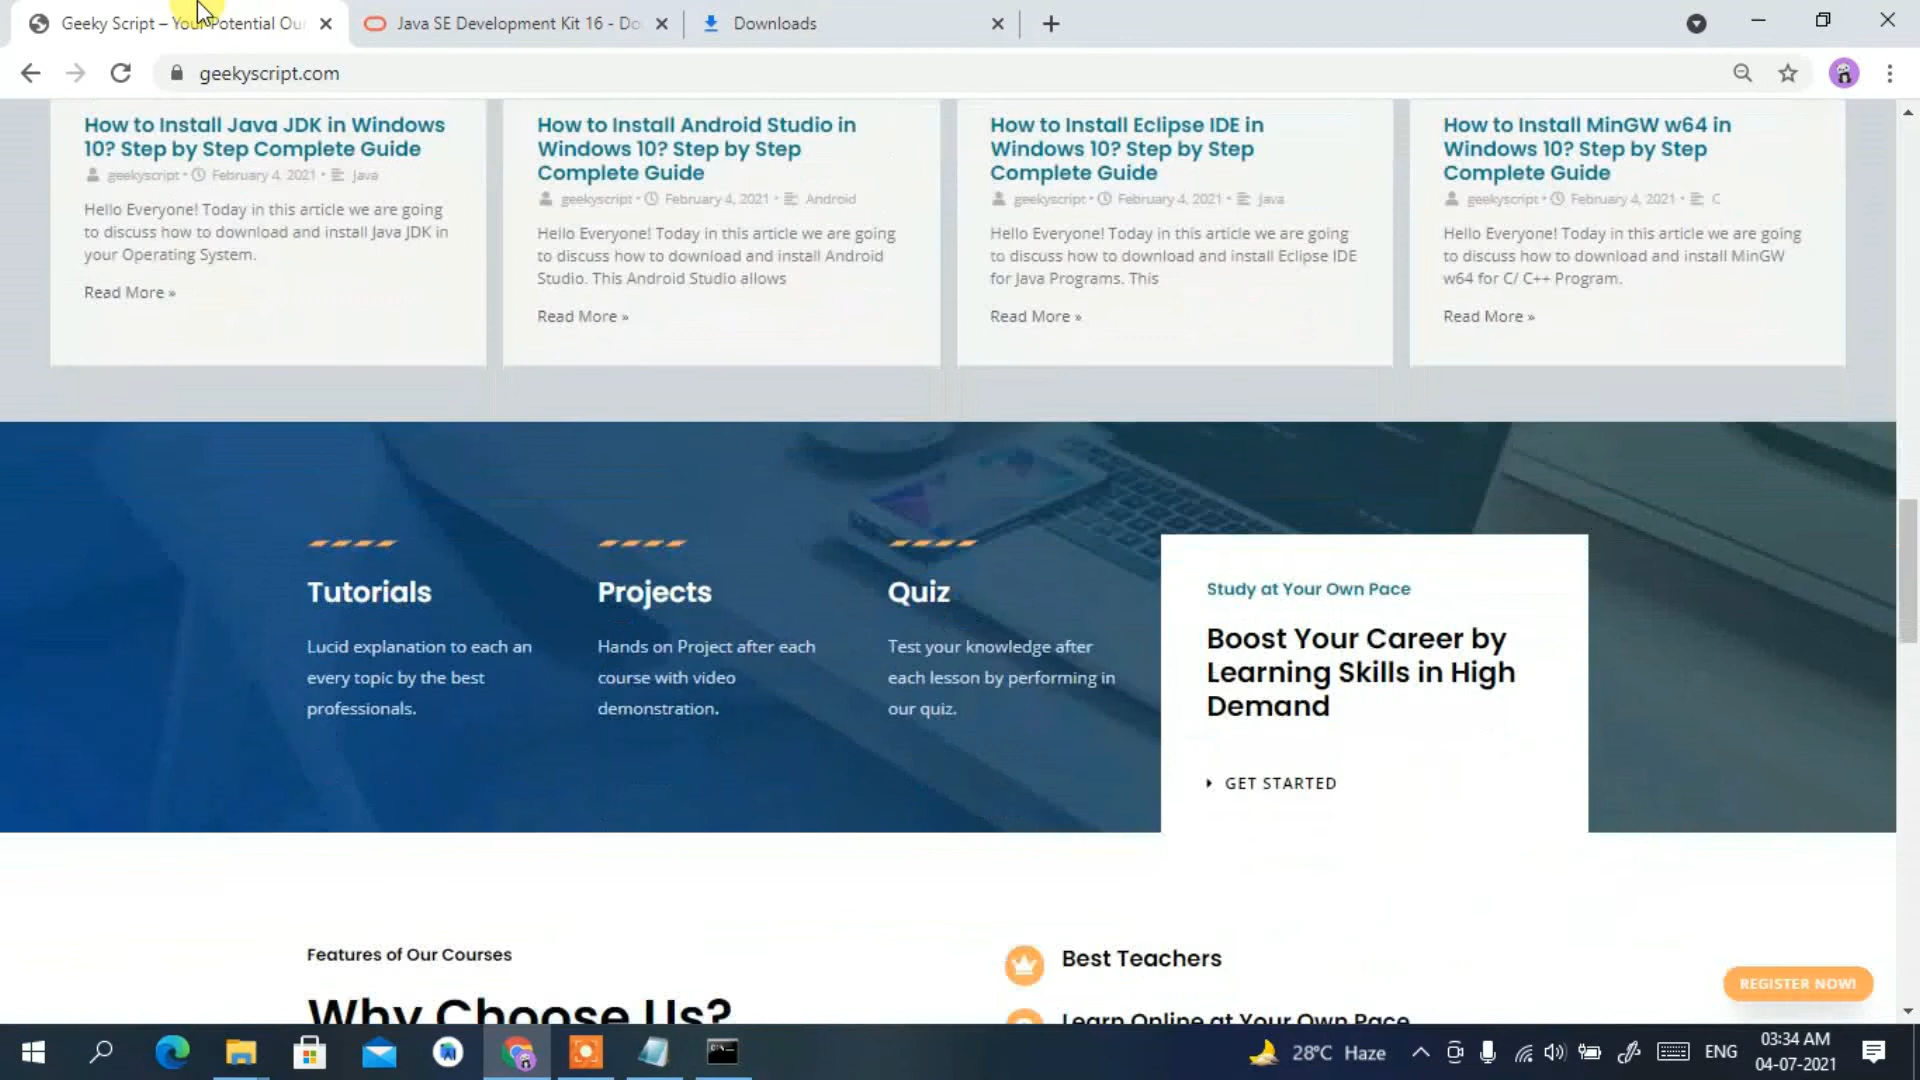 Geeky Script – Your Potential Ou
Java SE Development Kit 16 - Do
Downloads
geekyscript.com
How to Install Java JDK in Windows
10? Step by Step Complete Guide
geekyscript • February 4, 2021 • Java
Hello Everyone! Today in this article we are going
to discuss how to download and install Java JDK in
your Operating System.
Read More »
How to Install Android Studio in
Windows 10? Step by Step
Complete Guide
geekyscript • February 4, 2021 • Android
Hello Everyone! Today in this article we are going
to discuss how to download and install Android
Studio. This Android Studio allows
Read More »
How to Install Eclipse IDE in
Windows 10? Step by Step
Complete Guide
geekyscript • February 4, 2021 • Java
Hello Everyone! Today in this article we are going
to discuss how to download and install Eclipse IDE
for Java Programs. This
Read More »
How to Install MinGW w64 in
Windows 10? Step by Step
Complete Guide
geekyscript • February 4, 2021 • C
Hello Everyone! Today in this article we are going
to discuss how to download and install MinGW
w64 for C/ C++ Program.
Read More »
Tutorials
Lucid explanation to each an
every topic by the best
professionals.
Projects
Hands on Project after each
course with video
demonstration.
Quiz
Test your knowledge after
each lesson by performing in
our quiz.
Study at Your Own Pace
Boost Your Career by
Learning Skills in High
Demand
GET STARTED
Features of Our Courses
Why Choose Us?
Best Teachers
Learn Online at Your Own Pace
REGISTER NOW!
28°C Haze
ENG
03:34 AM
04-07-2021